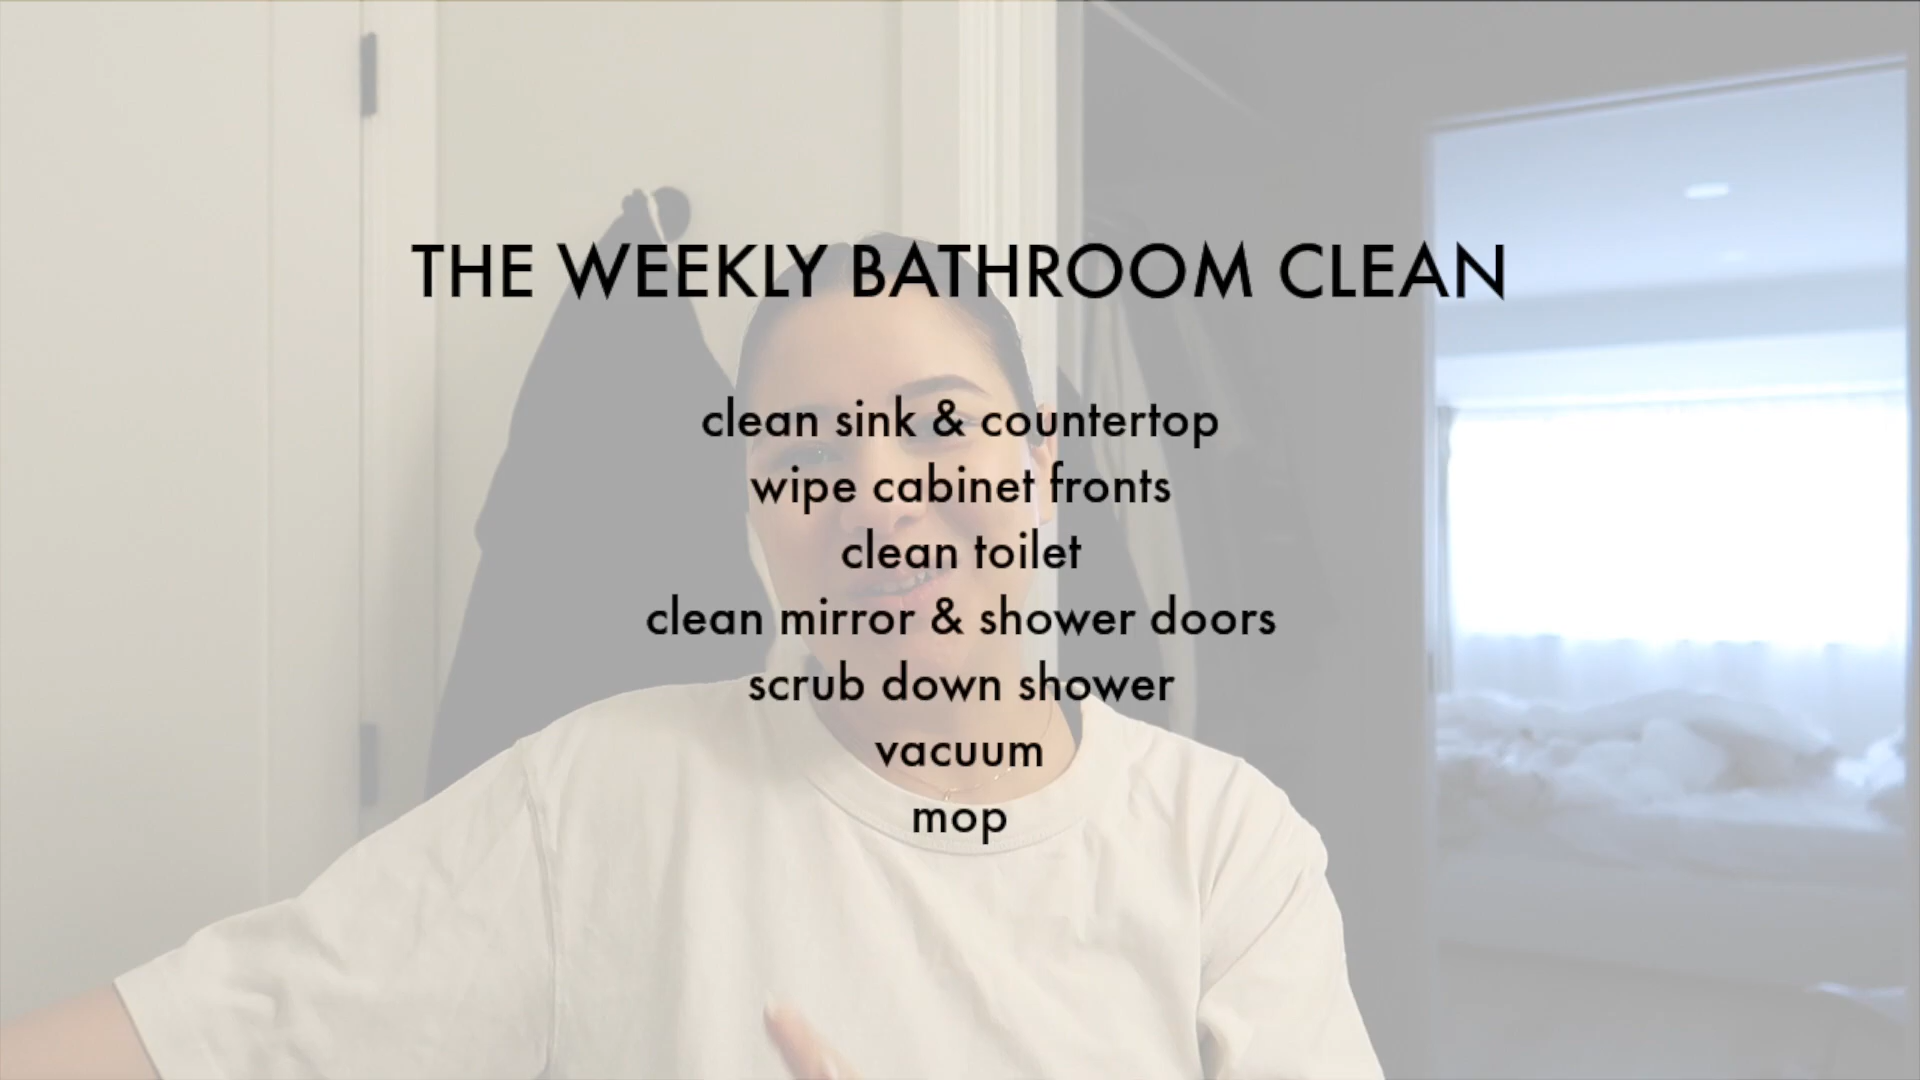 THE WEEKLY BATHROOM CLEAN
clean sink & countertop
wipe cabinet fronts
clean toilet
clean mirror & shower doors
scrub down shower
vacuum
mop